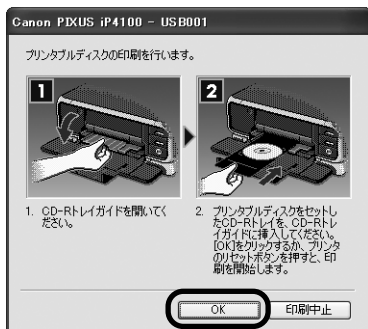 Canon PIXUS iP4100 - USB001
プリンタブルディスクの印刷を行います。
1
2
1. CD-Rトレイガイドを開いてく
ださい。
2. プリンタブルディスクをセットし
たCD-Rトレイを、CD-Rトレ
イガイドに挿入してください。
[OK]をクリックするか、プリンタ
のリセットボタンを押すと、印
刷を開始します。
OK
印刷中止